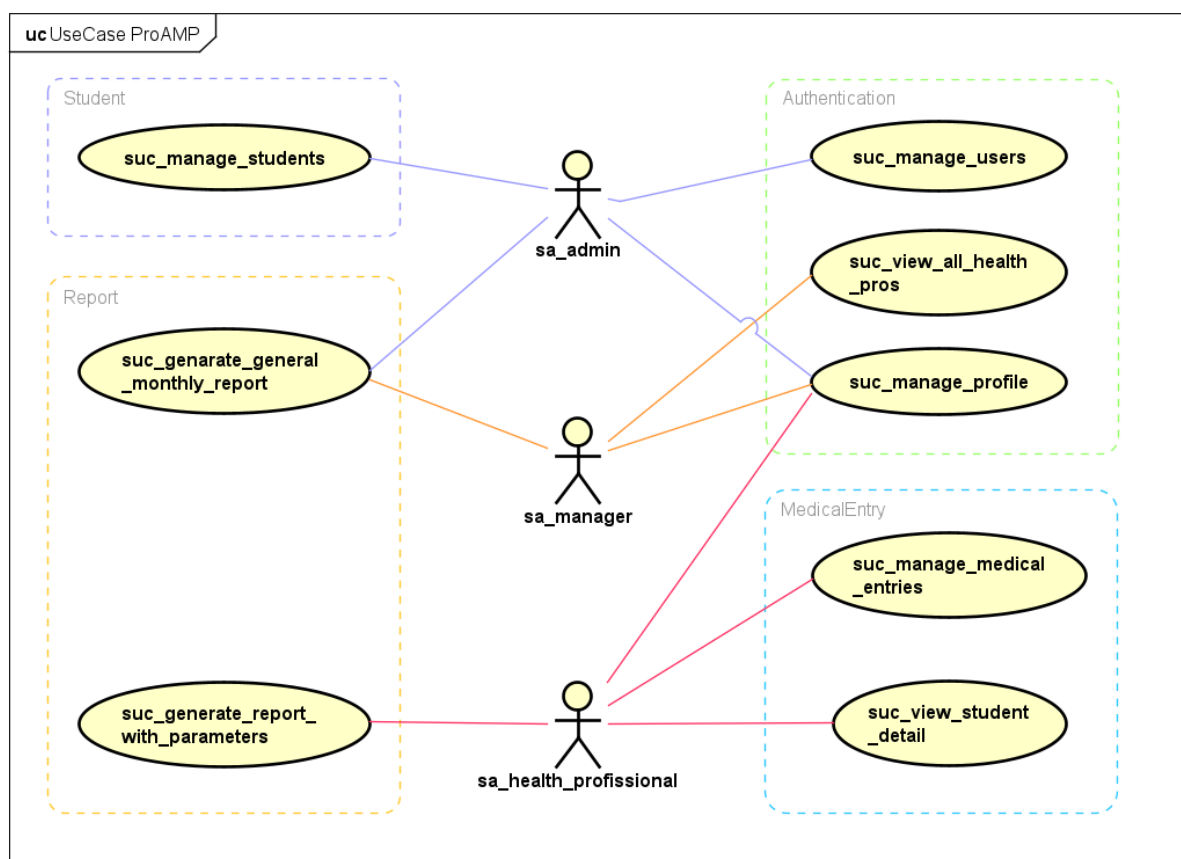 uc UseCase ProAMP
Student
suc_manage_students
Report
suc_genarate_general
_monthly_report
suc_generate_report_
with_parameters
sa_admin
sa_manager
sa_health_profissional
Authentication
suc_manage_users
suc_view_all_health
_pros
suc_manage_profile
MedicalEntry
suc_manage_medical
_entries
suc_view_student
_detail